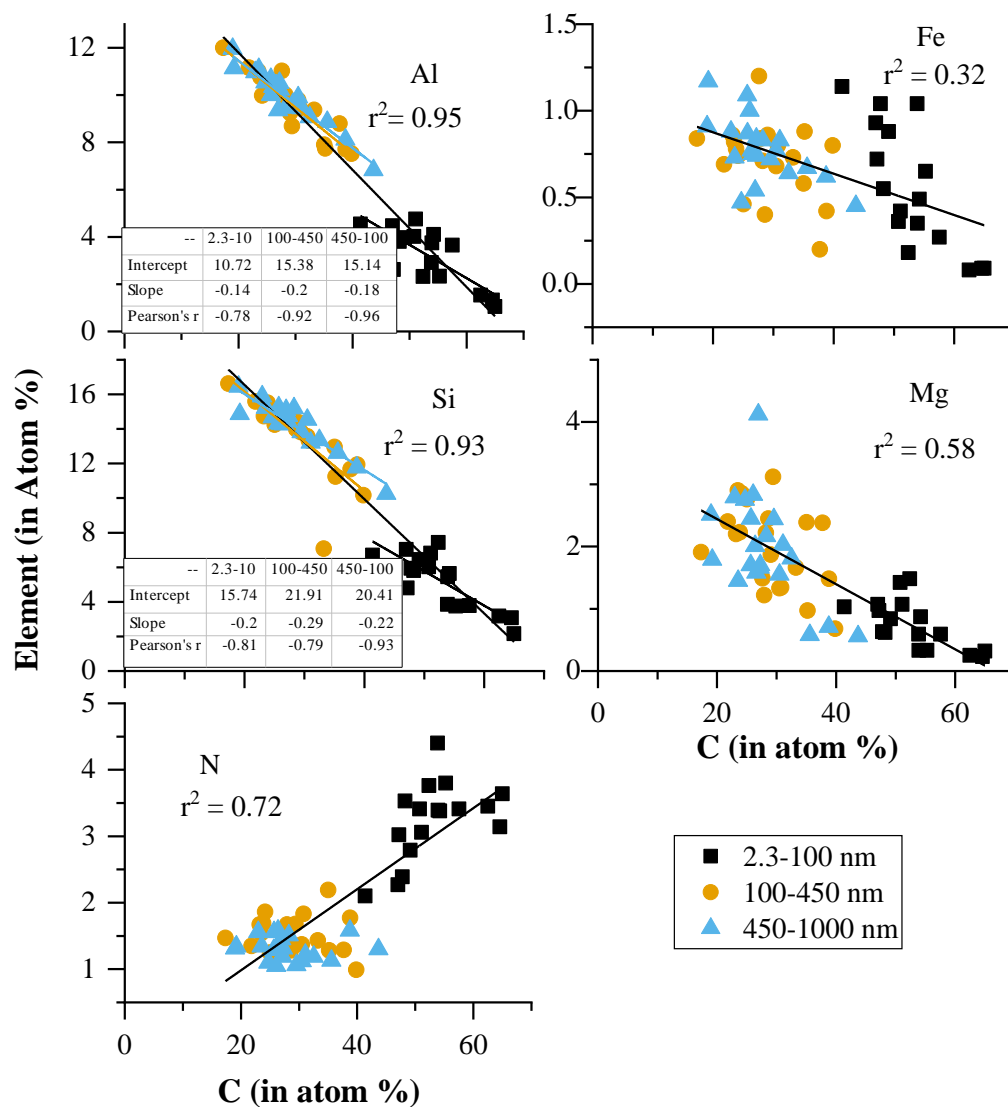 Element (in Atom %)
12
8
4
0
Al
r² = 0.95
-- 2.3-10 100-450 450-100
Intercept 10.72 15.38 15.14
Slope -0.14 -0.2 -0.18
Pearson's r -0.78 -0.92 -0.96
1.5
1.0
0.5
0.0
Fe
r² = 0.32
16
12
8
4
0
Si
r² = 0.93
-- 2.3-10 100-450 450-100
Intercept 15.74 21.91 20.41
Slope -0.2 -0.29 -0.22
Pearson's r -0.81 -0.79 -0.93
4
2
0
Mg
r² = 0.58
0 20 40 60
C (in atom %)
5
4
3
2
1
N
r² = 0.72
0 20 40 60
C (in atom %)
2.3-100 nm
100-450 nm
450-1000 nm